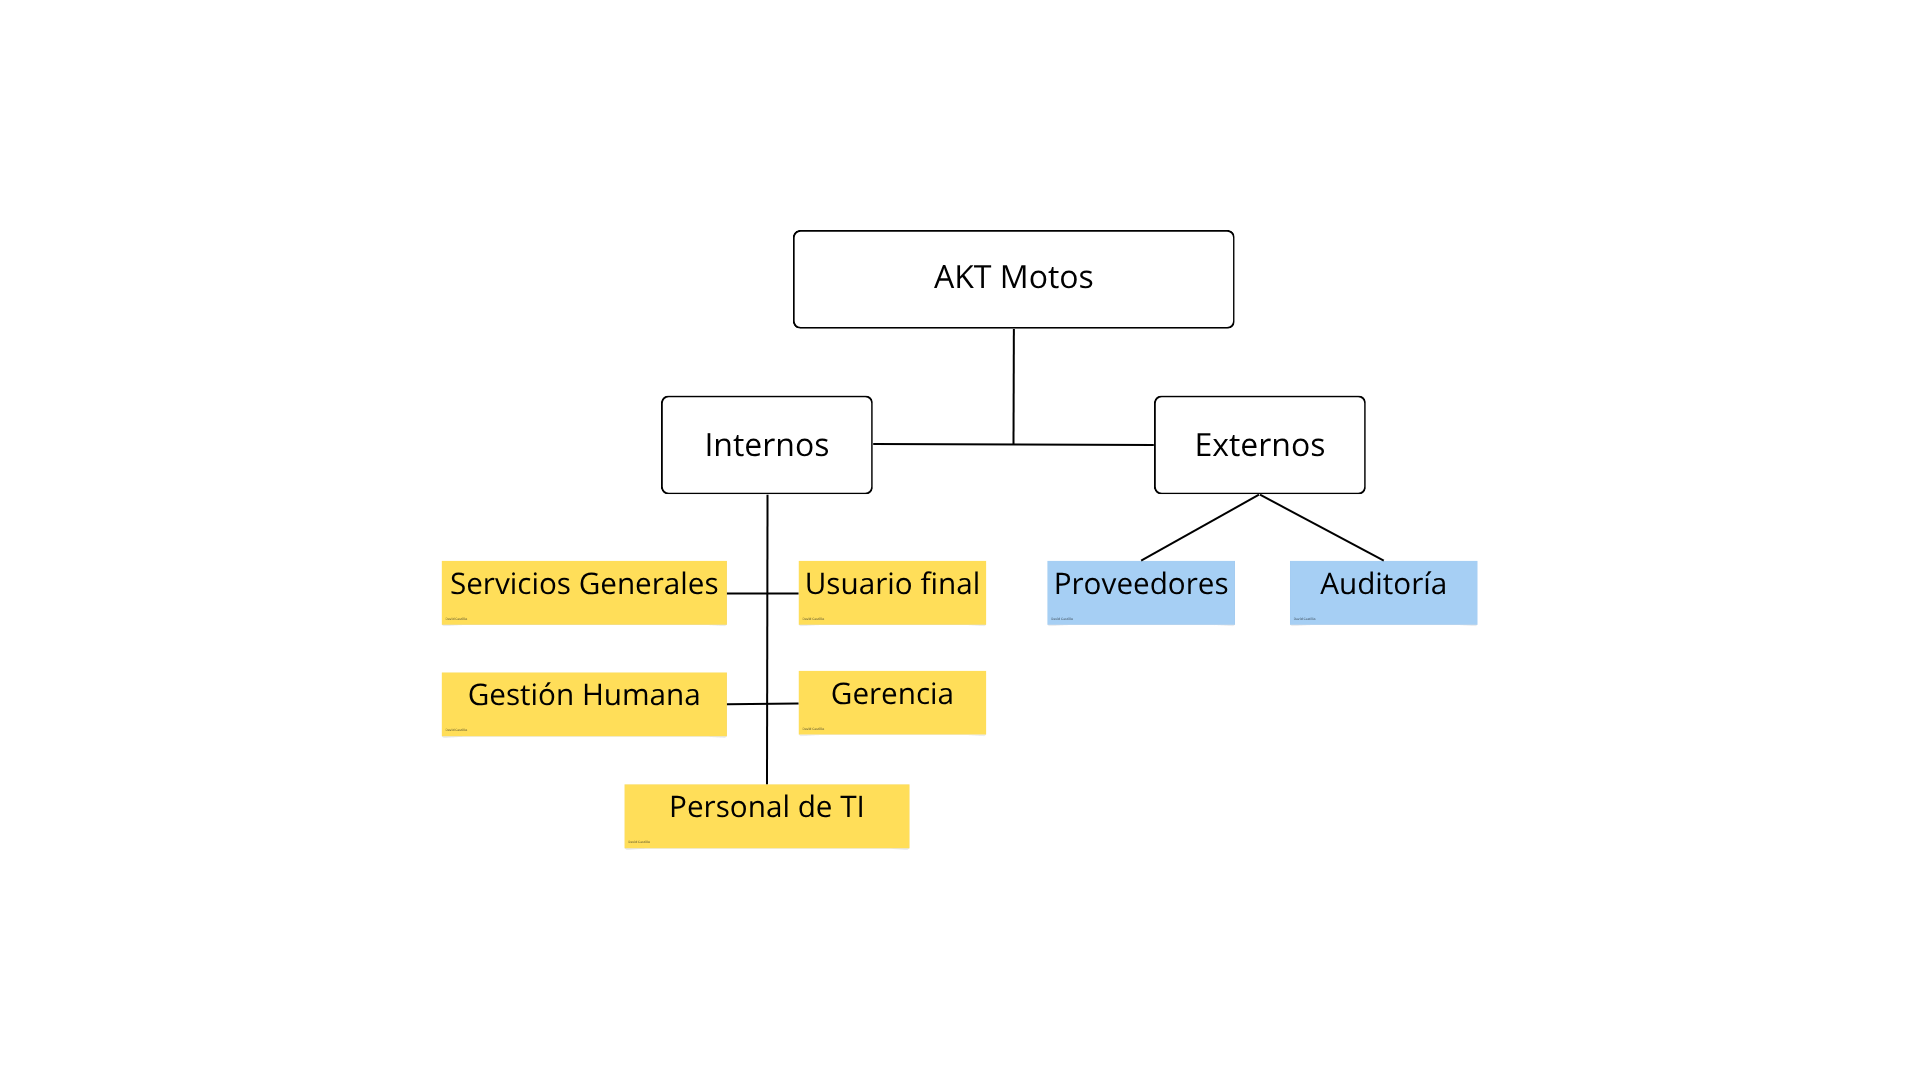 AKT Motos
Internos
Externos
Servicios Generales
Usuario final
Proveedores
Auditoría
Gestión Humana
Gerencia
Personal de TI